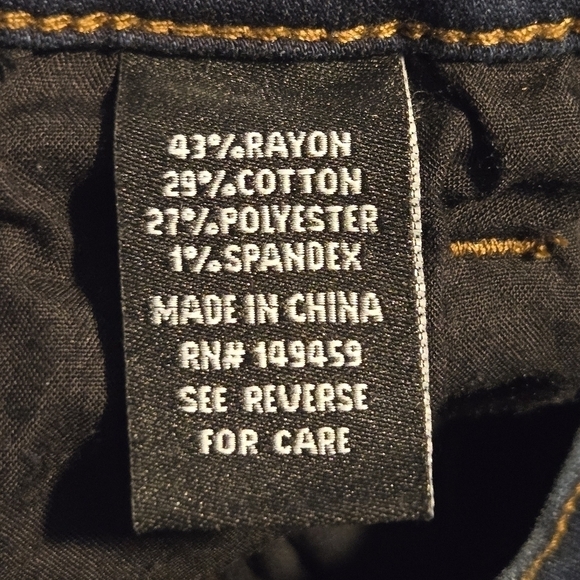 43%RAYON
29%COTTON
27%POLYESTER
1%SPANDEX
MADE IN CHINA
RN# 149459
SEE REVERSE
FOR CARE